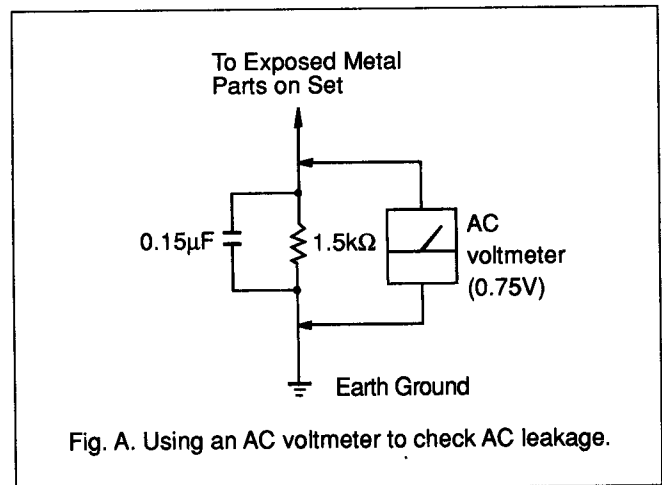 To Exposed Metal
Parts on Set
0.15μF
1.5kΩ
AC
voltmeter
(0.75V)
Earth Ground
Fig. A. Using an AC voltmeter to check AC leakage.